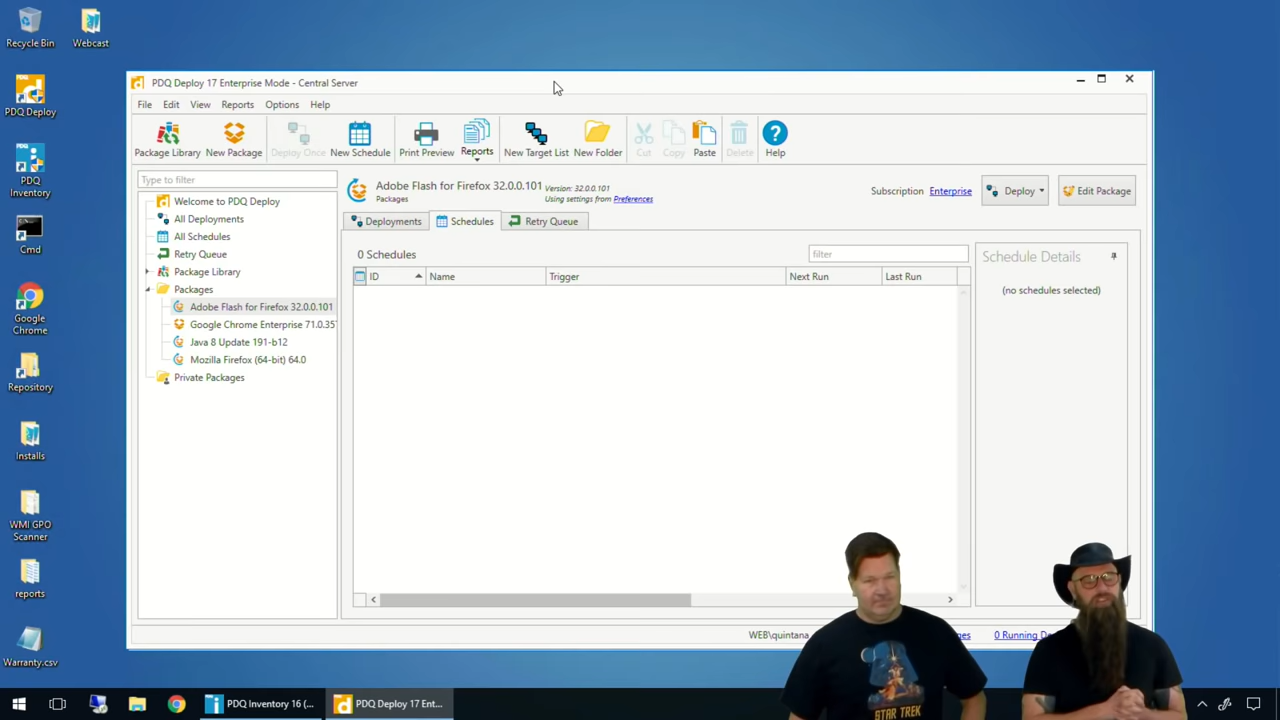 Recycle Bin
Webcast
PDQ Deploy
PDQ
Inventory
Cmd
Google
Chrome
Repository
Installs
WMI GPO
Scanner
reports
Warranty.csv
PDQ Deploy 17 Enterprise Mode - Central Server
File Edit View Reports Options Help
Package Library New Package Deploy Once New Schedule Print Preview Reports New Target List New Folder Cut Copy Paste Delete Help
Type to filter
Welcome to PDQ Deploy
All Deployments
All Schedules
Retry Queue
Package Library
Packages
Adobe Flash for Firefox 32.0.0.101
Google Chrome Enterprise 71.0.35
Java 8 Update 191-b12
Mozilla Firefox (64-bit) 64.0
Private Packages
Adobe Flash for Firefox 32.0.0.101 Version: 32.0.0.101
Packages Using settings from Preferences
Subscription Enterprise Deploy Edit Package
Deployments Schedules Retry Queue
0 Schedules filter
ID Name Trigger Next Run Last Run
Schedule Details
(no schedules selected)
WEB\quintana
0 Running De
STAR TREK
PDQ Inventory 16 (... PDQ Deploy 17 Ent...